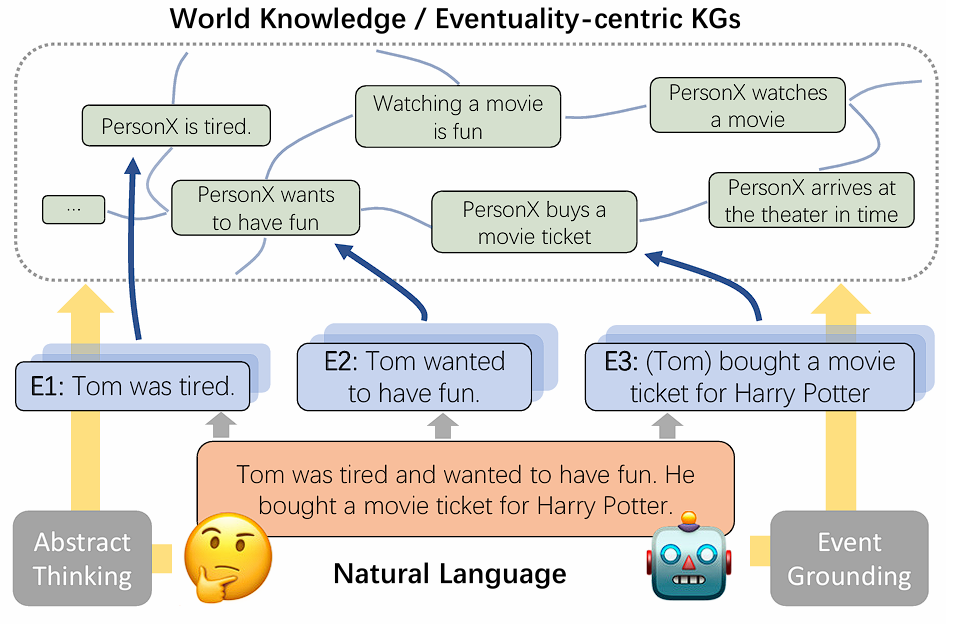 World Knowledge / Eventuality-centric KGs
PersonX is tired.
Watching a movie
is fun
PersonX watches
a movie
...
PersonX wants
to have fun
PersonX buys a
movie ticket
PersonX arrives at
the theater in time
E1: Tom was tired.
E2: Tom wanted
to have fun.
E3: (Tom) bought a movie
ticket for Harry Potter
Tom was tired and wanted to have fun. He
bought a movie ticket for Harry Potter.
Abstract
Thinking
Natural Language
Event
Grounding